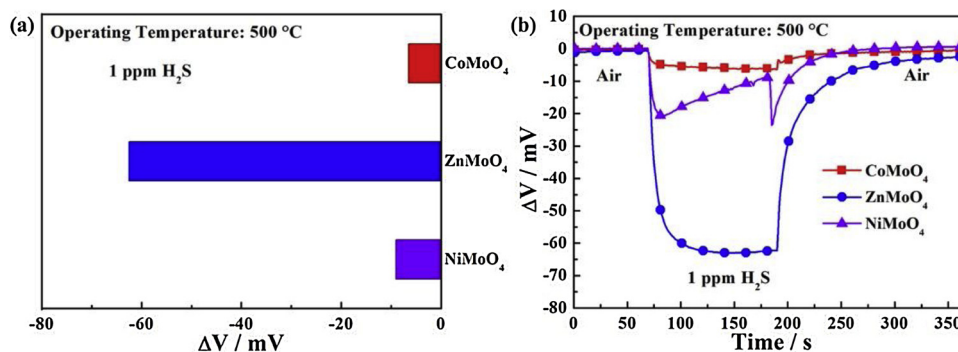 (a)
Operating Temperature: 500 °C
1 ppm H₂S
CoMoO₄
ZnMoO₄
NiMoO₄
-80 -60 -40 -20 0
ΔV / mV
(b)
10
0
-10
-20
-30
-40
-50
-60
-70
-80
ΔV / mV
Operating Temperature: 500 °C
Air
Air
CoMoO₄
ZnMoO₄
NiMoO₄
1 ppm H₂S
0 50 100 150 200 250 300 350
Time / s